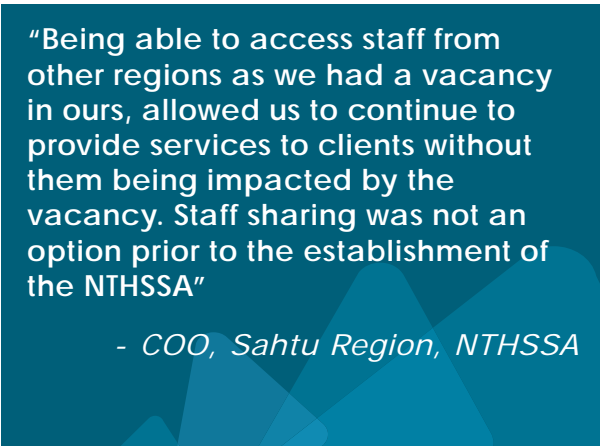 “Being able to access staff from
other regions as we had a vacancy
in ours, allowed us to continue to
provide services to clients without
them being impacted by the
vacancy. Staff sharing was not an
option prior to the establishment of
the NTHSSA”
- COO, Sahtu Region, NTHSSA